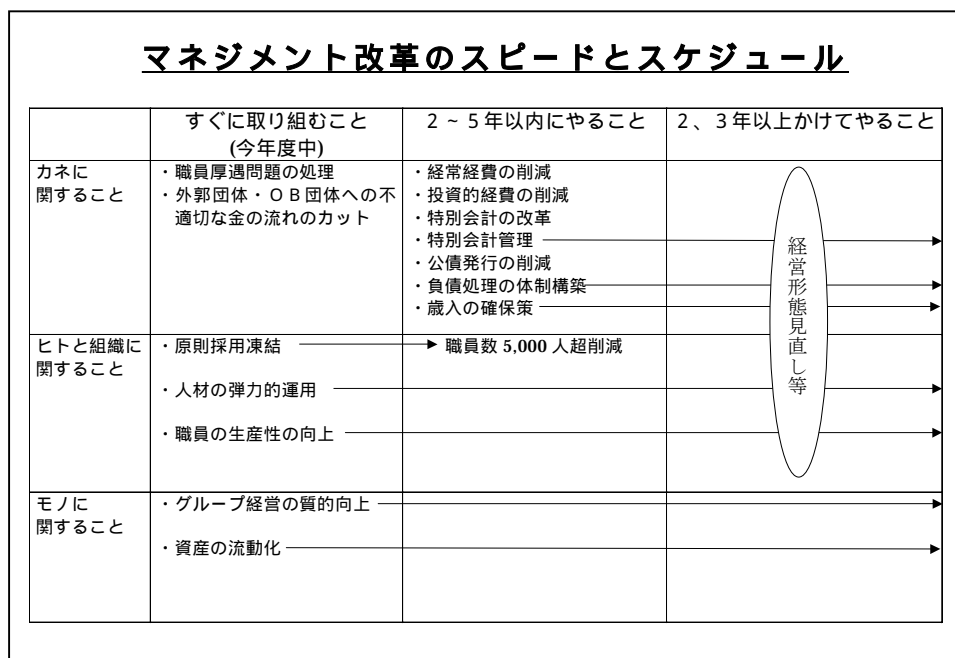 マネジメント改革のスピードとスケジュール
すぐに取り組むこと
(今年度中)
2~5年以内にやること
2、3年以上かけてやること
カネに
関すること
・職員厚遇問題の処理
・外郭団体・OB団体への不
適切な金の流れのカット
・経常経費の削減
・投資的経費の削減
・特別会計の改革
・特別会計管理
・公債発行の削減
・負債処理の体制構築
・歳入の確保策
経営形態見直し等
ヒトと組織に
関すること
・原則採用凍結
職員数 5,000 人超削減
・人材の弾力的運用
・職員の生産性の向上
モノに
関すること
・グループ経営の質的向上
・資産の流動化